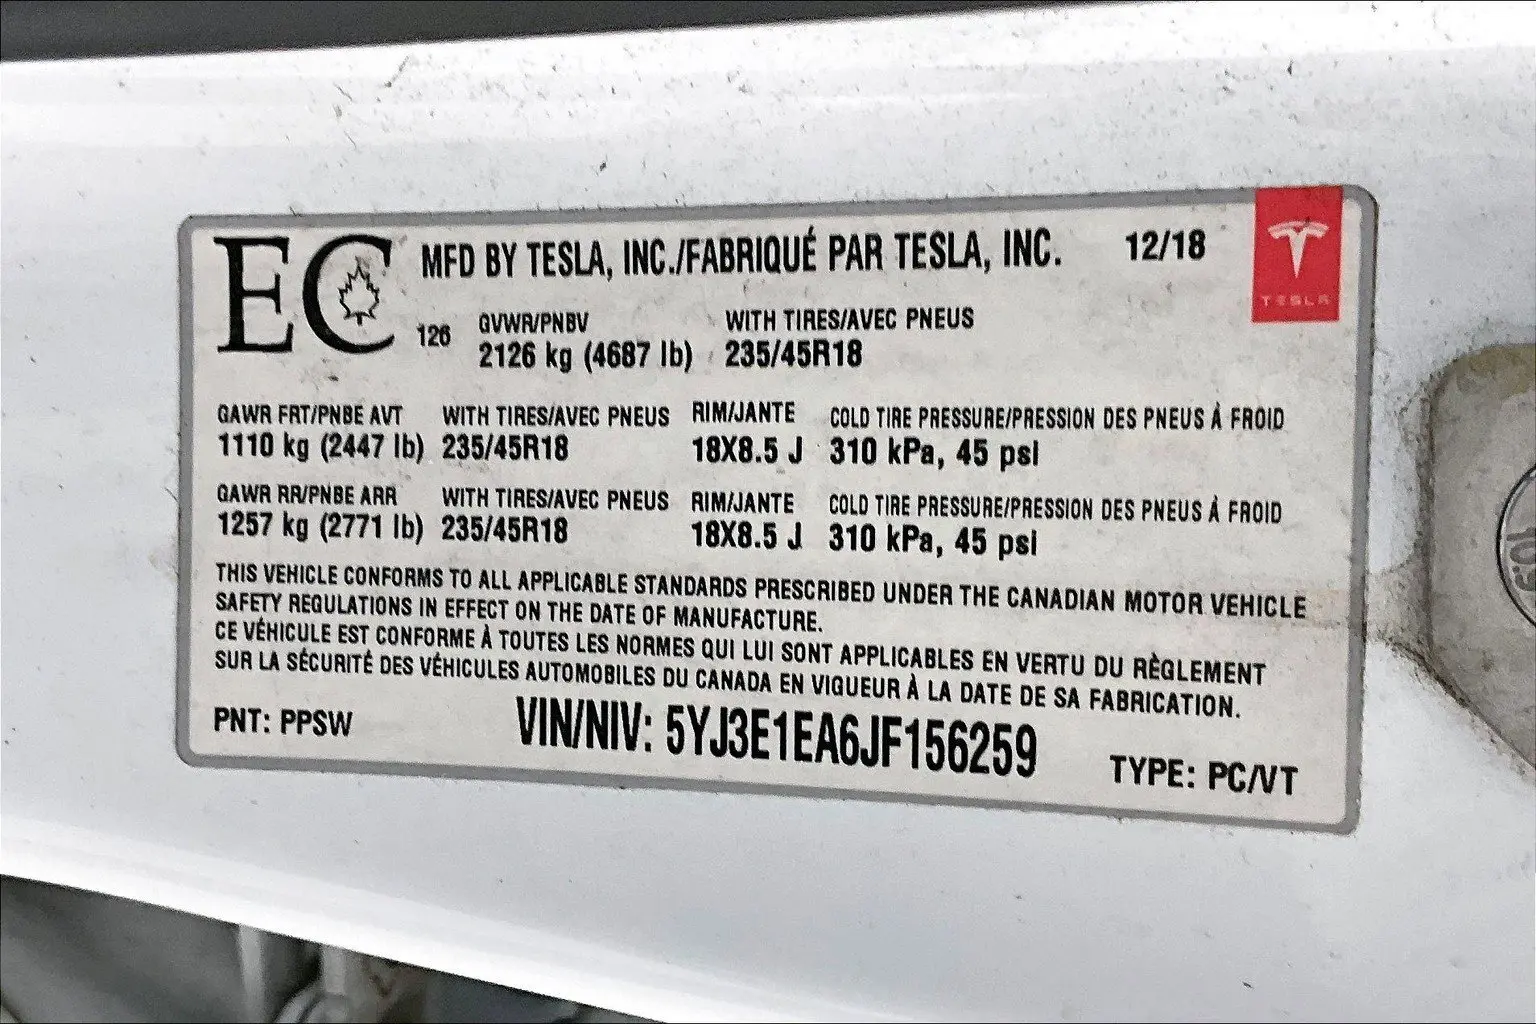 EC MFD BY TESLA, INC./FABRIQUÉ PAR TESLA, INC. 12/18
TESLA
126 GVWR/PNBV WITH TIRES/AVEC PNEUS
2126 kg (4687 lb) 235/45R18
GAWR FRT/PNBE AVT WITH TIRES/AVEC PNEUS RIM/JANTE COLD TIRE PRESSURE/PRESSION DES PNEUS À FROID
1110 kg (2447 lb) 235/45R18 18X8.5 J 310 kPa, 45 psi
GAWR RR/PNBE ARR WITH TIRES/AVEC PNEUS RIM/JANTE COLD TIRE PRESSURE/PRESSION DES PNEUS À FROID
1257 kg (2771 lb) 235/45R18 18X8.5 J 310 kPa, 45 psi
THIS VEHICLE CONFORMS TO ALL APPLICABLE STANDARDS PRESCRIBED UNDER THE CANADIAN MOTOR VEHICLE
SAFETY REGULATIONS IN EFFECT ON THE DATE OF MANUFACTURE.
CE VÉHICULE EST CONFORME À TOUTES LES NORMES QUI LUI SONT APPLICABLES EN VERTU DU RÈGLEMENT
SUR LA SÉCURITÉ DES VÉHICULES AUTOMOBILES DU CANADA EN VIGUEUR À LA DATE DE SA FABRICATION.
PNT: PPSW VIN/NIV: 5YJ3E1EA6JF156259 TYPE: PC/VT